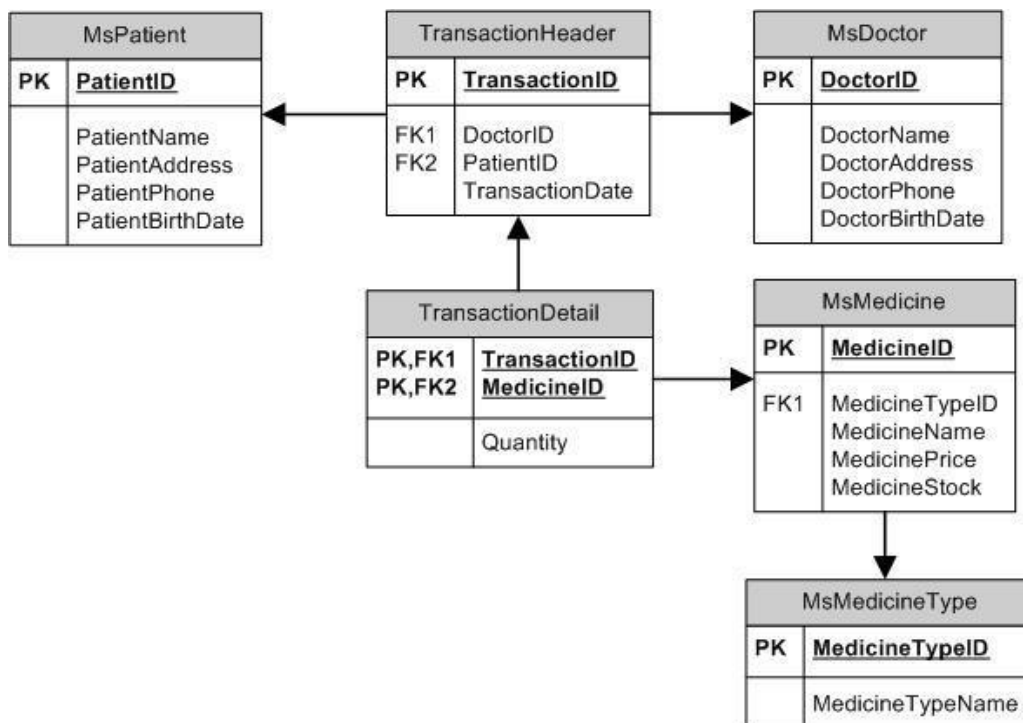 MsPatient
PK PatientID
PatientName
PatientAddress
PatientPhone
PatientBirthDate
TransactionHeader
PK TransactionID
FK1 DoctorID
FK2 PatientID
TransactionDate
MsDoctor
PK DoctorID
DoctorName
DoctorAddress
DoctorPhone
DoctorBirthDate
TransactionDetail
PK,FK1 TransactionID
PK,FK2 MedicineID
Quantity
MsMedicine
PK MedicineID
FK1 MedicineTypeID
MedicineName
MedicinePrice
MedicineStock
MsMedicineType
PK MedicineTypeID
MedicineTypeName